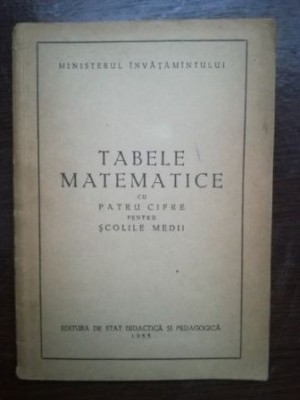 MINISTERUL ÎNVĂȚĂMÎNTULUI
TABELE
MATEMATICE
CU
PATRU CIFRE
PENTRU
ȘCOLILE MEDII
EDITURA DE STAT DIDACTICĂ ȘI PEDAGOGICĂ